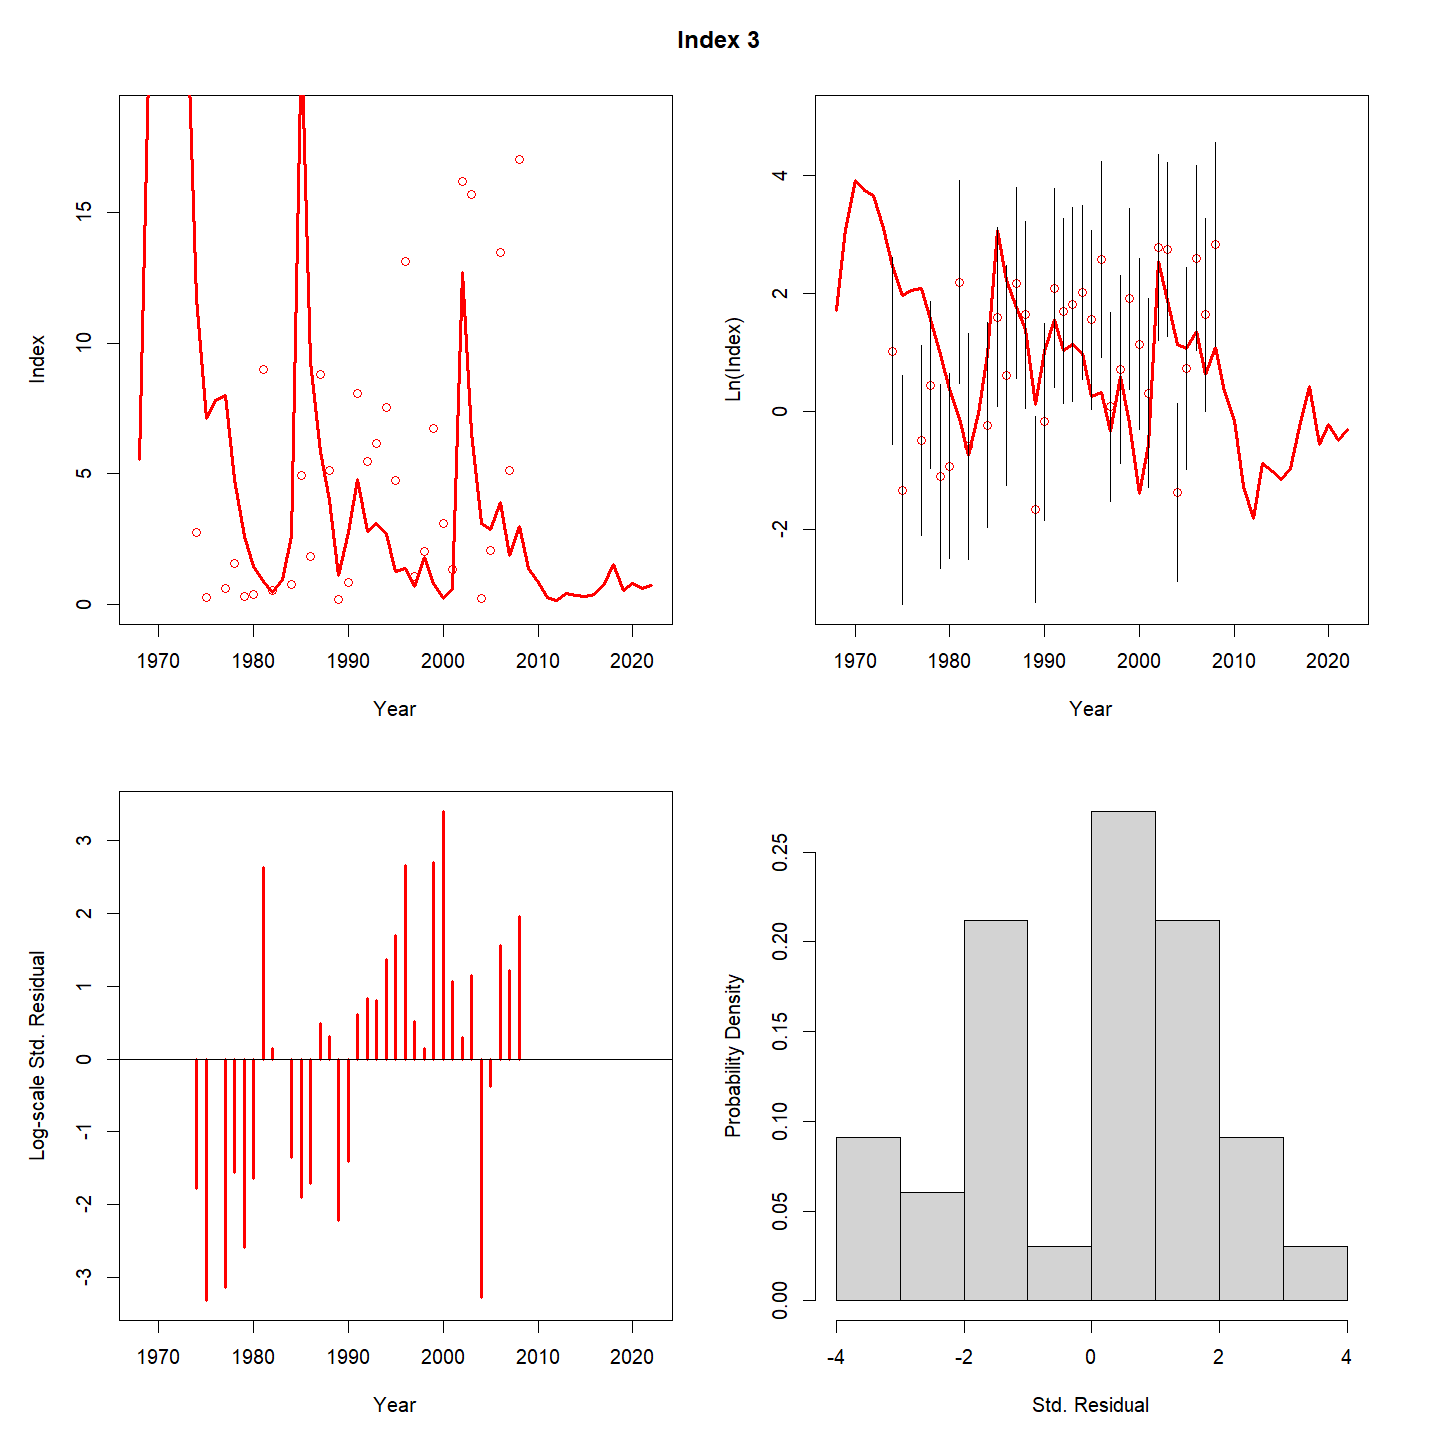 Index 3
Index
15
10
5
0
1970 1980 1990 2000 2010 2020
Year
Ln(Index)
4
2
0
-2
1970 1980 1990 2000 2010 2020
Year
Log-scale Std. Residual
3
2
1
0
-1
-2
-3
1970 1980 1990 2000 2010 2020
Year
Probability Density
0.25
0.20
0.15
0.10
0.05
0.00
-4 -2 0 2 4
Std. Residual